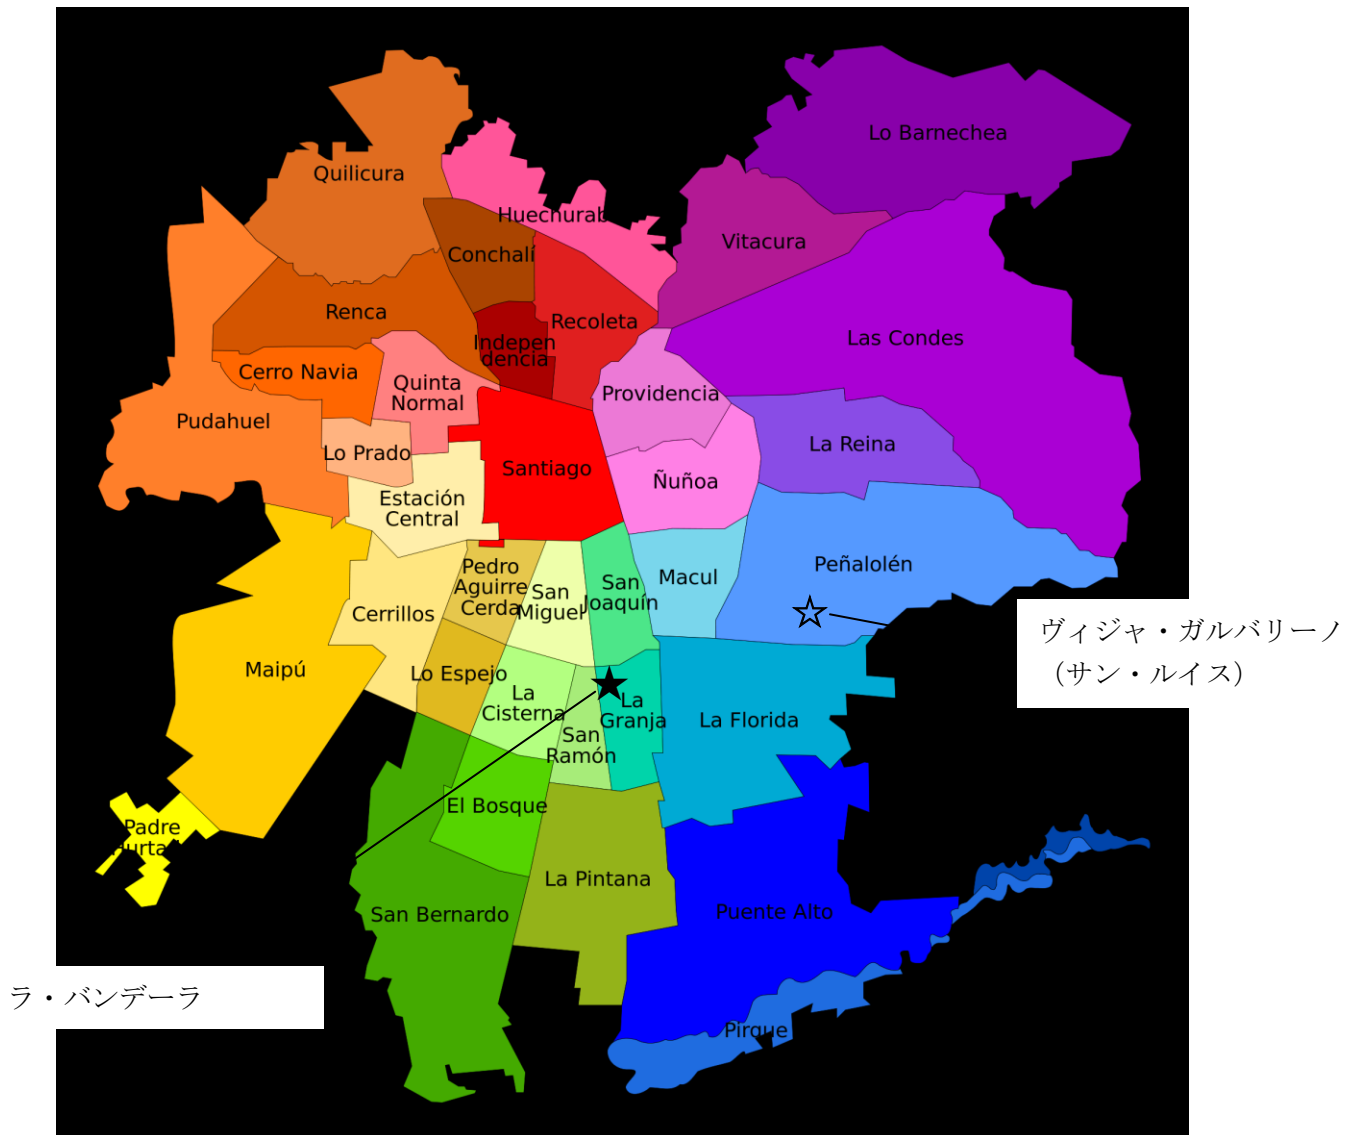 Lo Barnechea
Quilicura
Huechurab
Vitacura
Conchalí
Renca
Recoleta
Las Condes
Indepen
dencia
Cerro Navia
Quinta
Normal
Providencia
Pudahuel
Lo Prado
La Reina
Santiago
Ñuñoa
Estación
Central
Pedro
Aguirre
Cerda
San
Miguel
San
Joaquín
Macul
Peñalolén
Cerrillos
ヴィジャ・ガルバリーノ
（サン・ルイス）
Maipú
Lo Espejo
La
Cisterna
La
Granja
La Florida
San
Ramón
El Bosque
Padre
Hurta
La Pintana
San Bernardo
Puente Alto
ラ・バンデーラ
Pirque